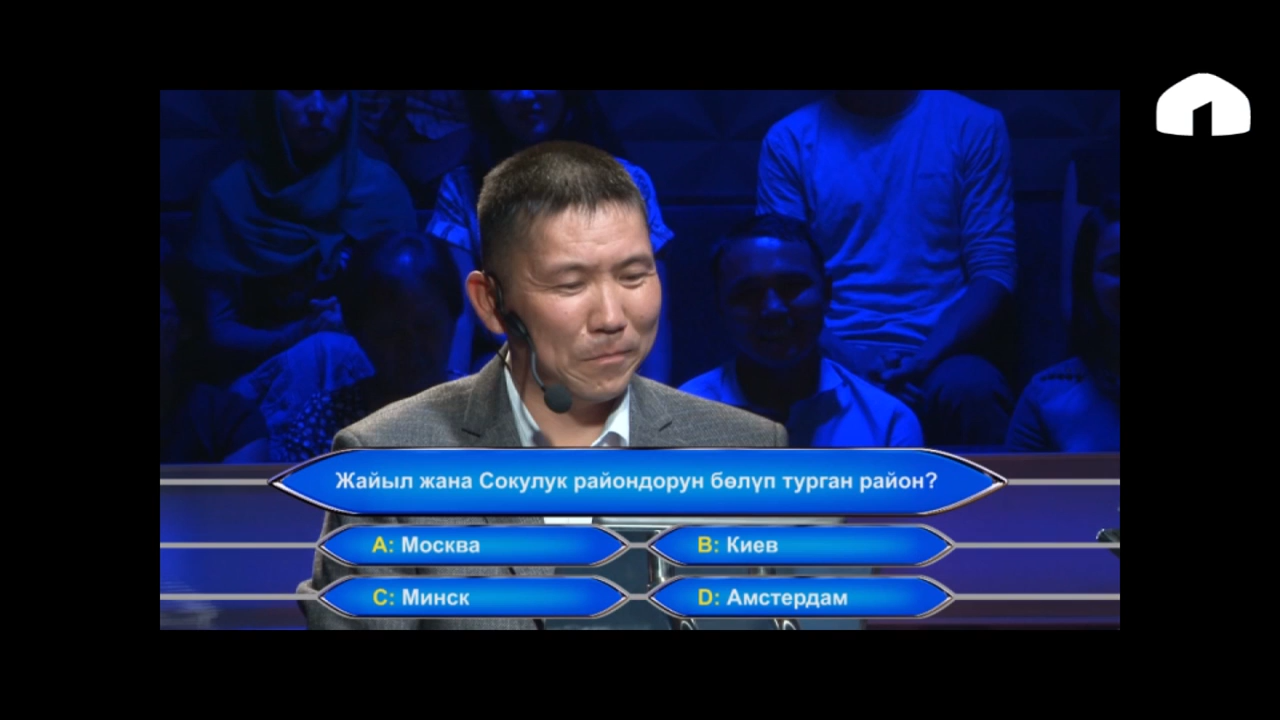 Жайыл жана Сокулук райондорун бөлүп турган район?
A: Москва
B: Киев
C: Минск
D: Амстердам